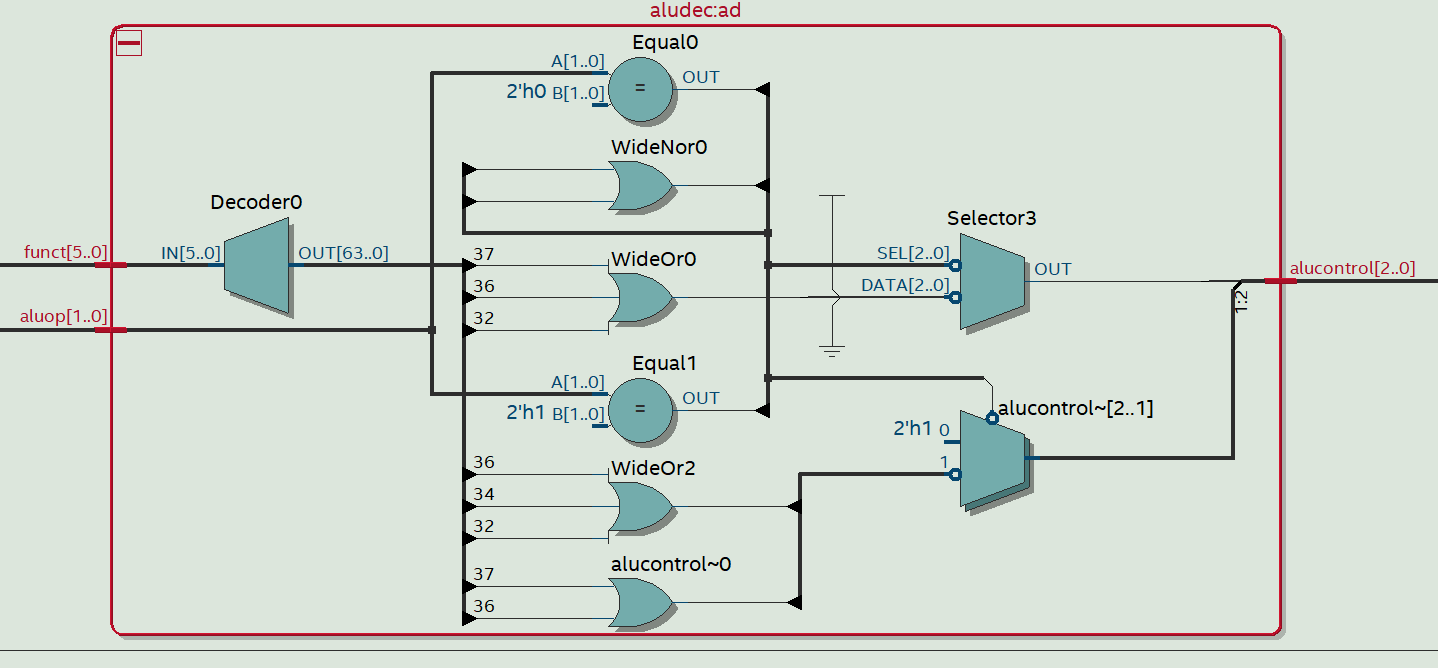 aludec:ad
Equal0
A[1..0]
OUT
2'h0 B[1..0]
=
WideNor0
Decoder0
funct[5..0]
IN[5..0]
OUT[63..0]
aluop[1..0]
37
WideOr0
36
32
Selector3
SEL[2..0]
DATA[2..0]
OUT
alucontrol[2..0]
1:2
Equal1
A[1..0]
OUT
2'h1 B[1..0]
=
alucontrol~[2..1]
2'h1 0
1
36
WideOr2
34
32
alucontrol~0
37
36